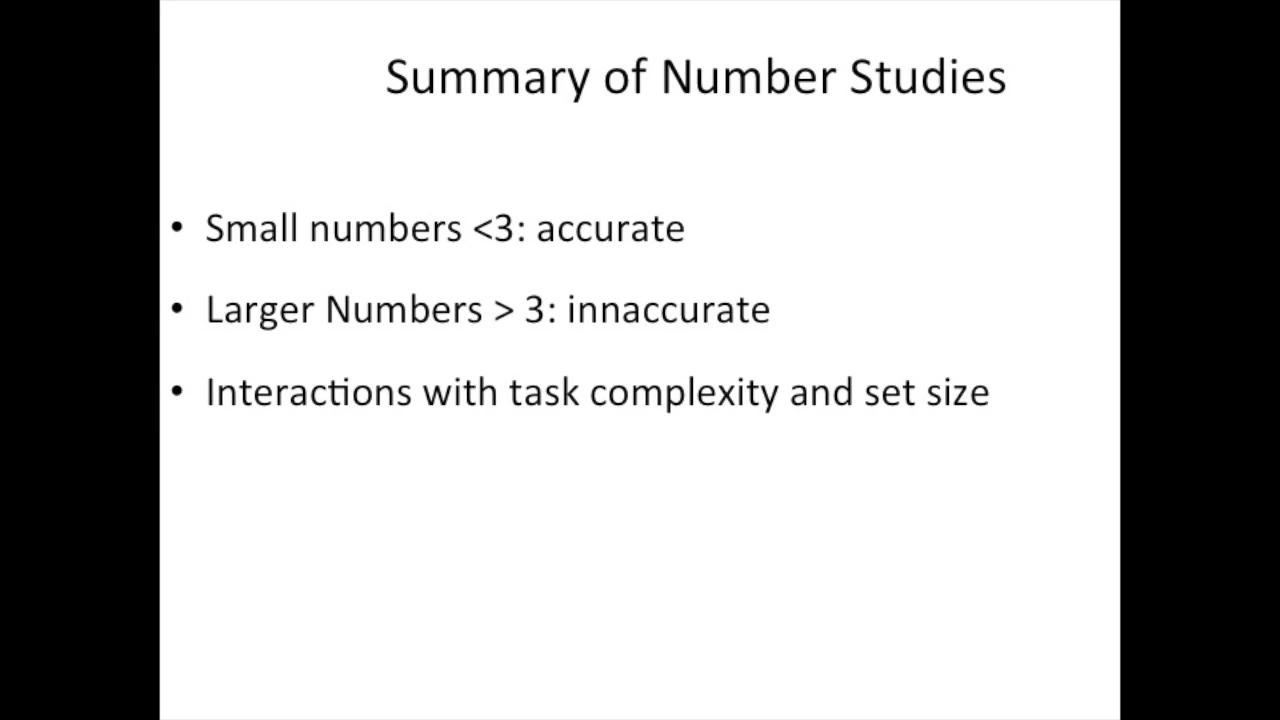 Summary of Number Studies
• Small numbers <3: accurate
• Larger Numbers > 3: innaccurate
• Interactions with task complexity and set size